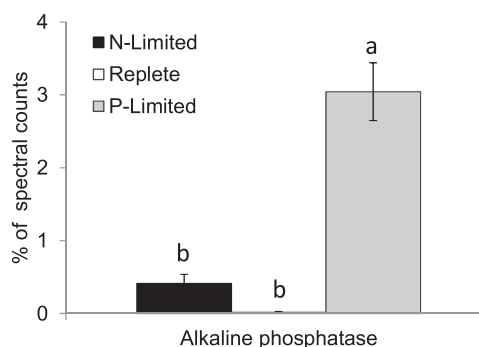 4
3
2
1
0
% of spectral counts
N-Limited
Replete
P-Limited
b
b
a
Alkaline phosphatase